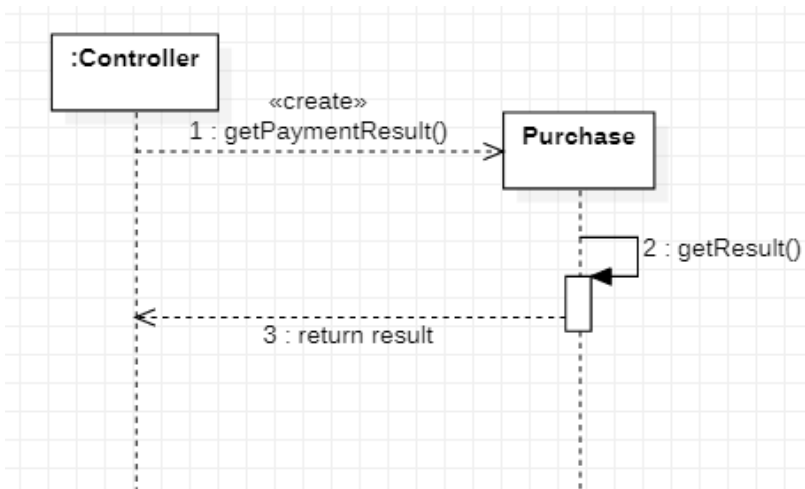 :Controller
«create»
1 : getPaymentResult()
Purchase
2 : getResult()
3 : return result